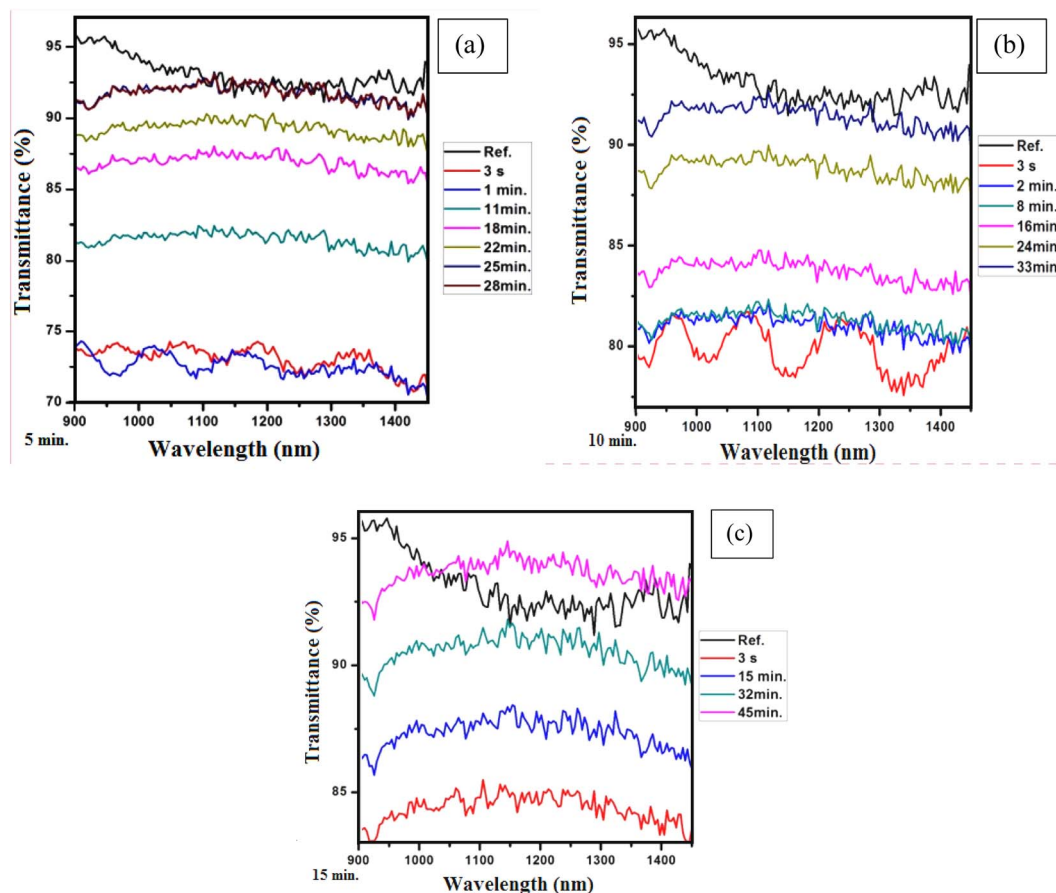 (a)
95
90
85
80
75
70
900 1000 1100 1200 1300 1400
Transmittance (%)
Wavelength (nm)
5 min.
Ref.
3 s
1 min.
11min.
18min.
22min.
25min.
28min.
(b)
95
90
85
80
900 1000 1100 1200 1300 1400
Transmittance (%)
Wavelength (nm)
10 min.
Ref.
3 s
2 min.
8 min.
16min
24min
33min
(c)
95
90
85
900 1000 1100 1200 1300 1400
Transmittance (%)
Wavelength (nm)
15 min.
Ref.
3 s
15 min.
32min.
45min.